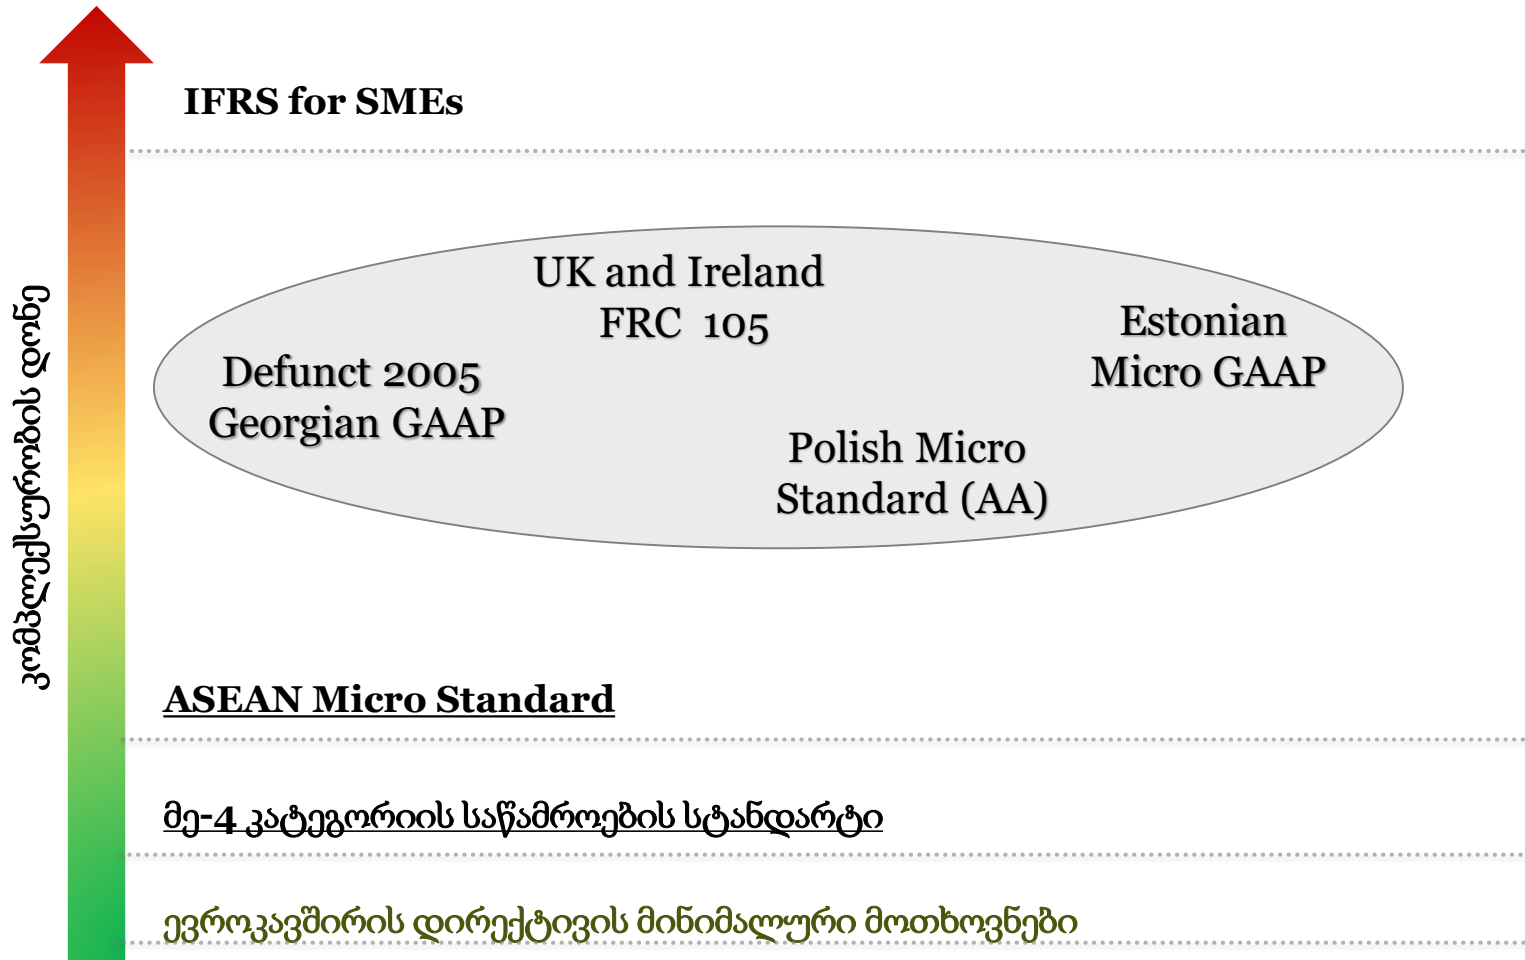 IFRS for SMEs
UK and Ireland
FRC 105
Estonian
Micro GAAP
Defunct 2005
Georgian GAAP
Polish Micro
Standard (AA)
კომპლექსურობის დონე
ASEAN Micro Standard
მე-4 კატეგორიის საწამროების სტანდარტი
ევროკავშირის დირექტივის მინიმალური მოთხოვნები